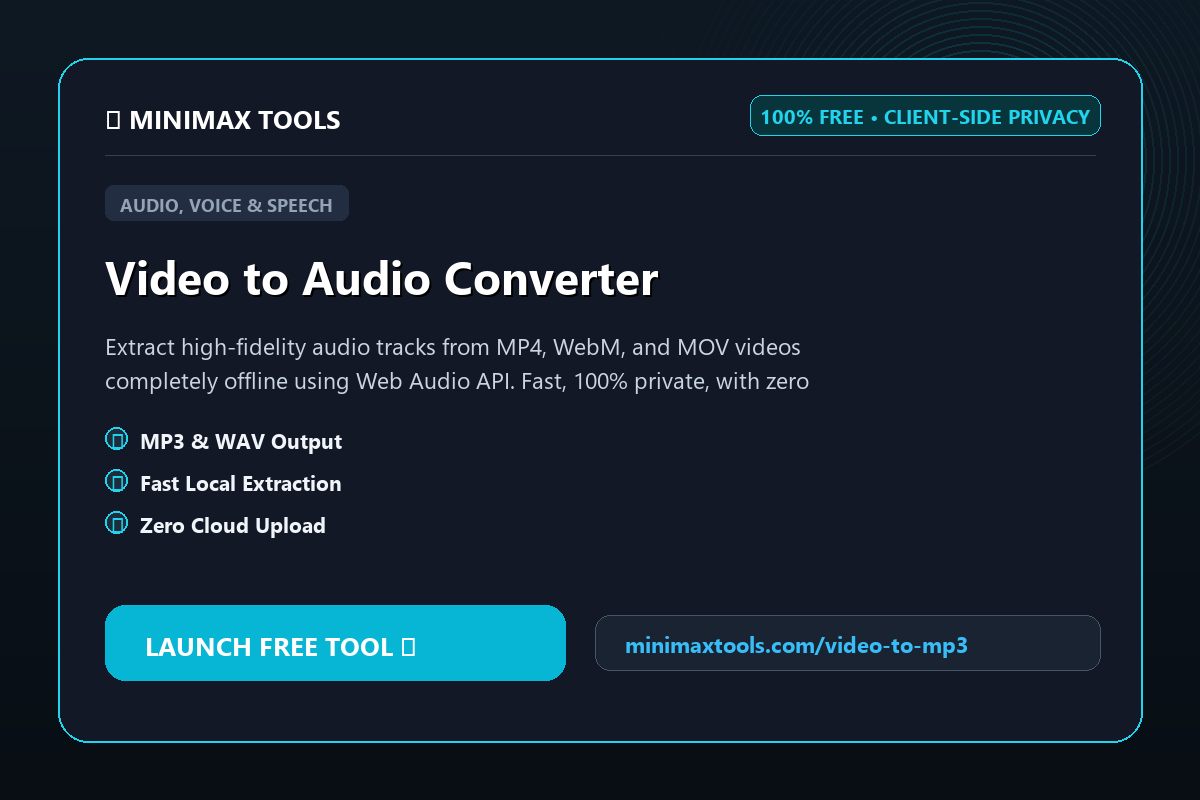 MINIMAX TOOLS
100% FREE • CLIENT-SIDE PRIVACY
AUDIO, VOICE & SPEECH
Video to Audio Converter
Extract high-fidelity audio tracks from MP4, WebM, and MOV videos
completely offline using Web Audio API. Fast, 100% private, with zero
MP3 & WAV Output
Fast Local Extraction
Zero Cloud Upload
LAUNCH FREE TOOL
minimaxtools.com/video-to-mp3